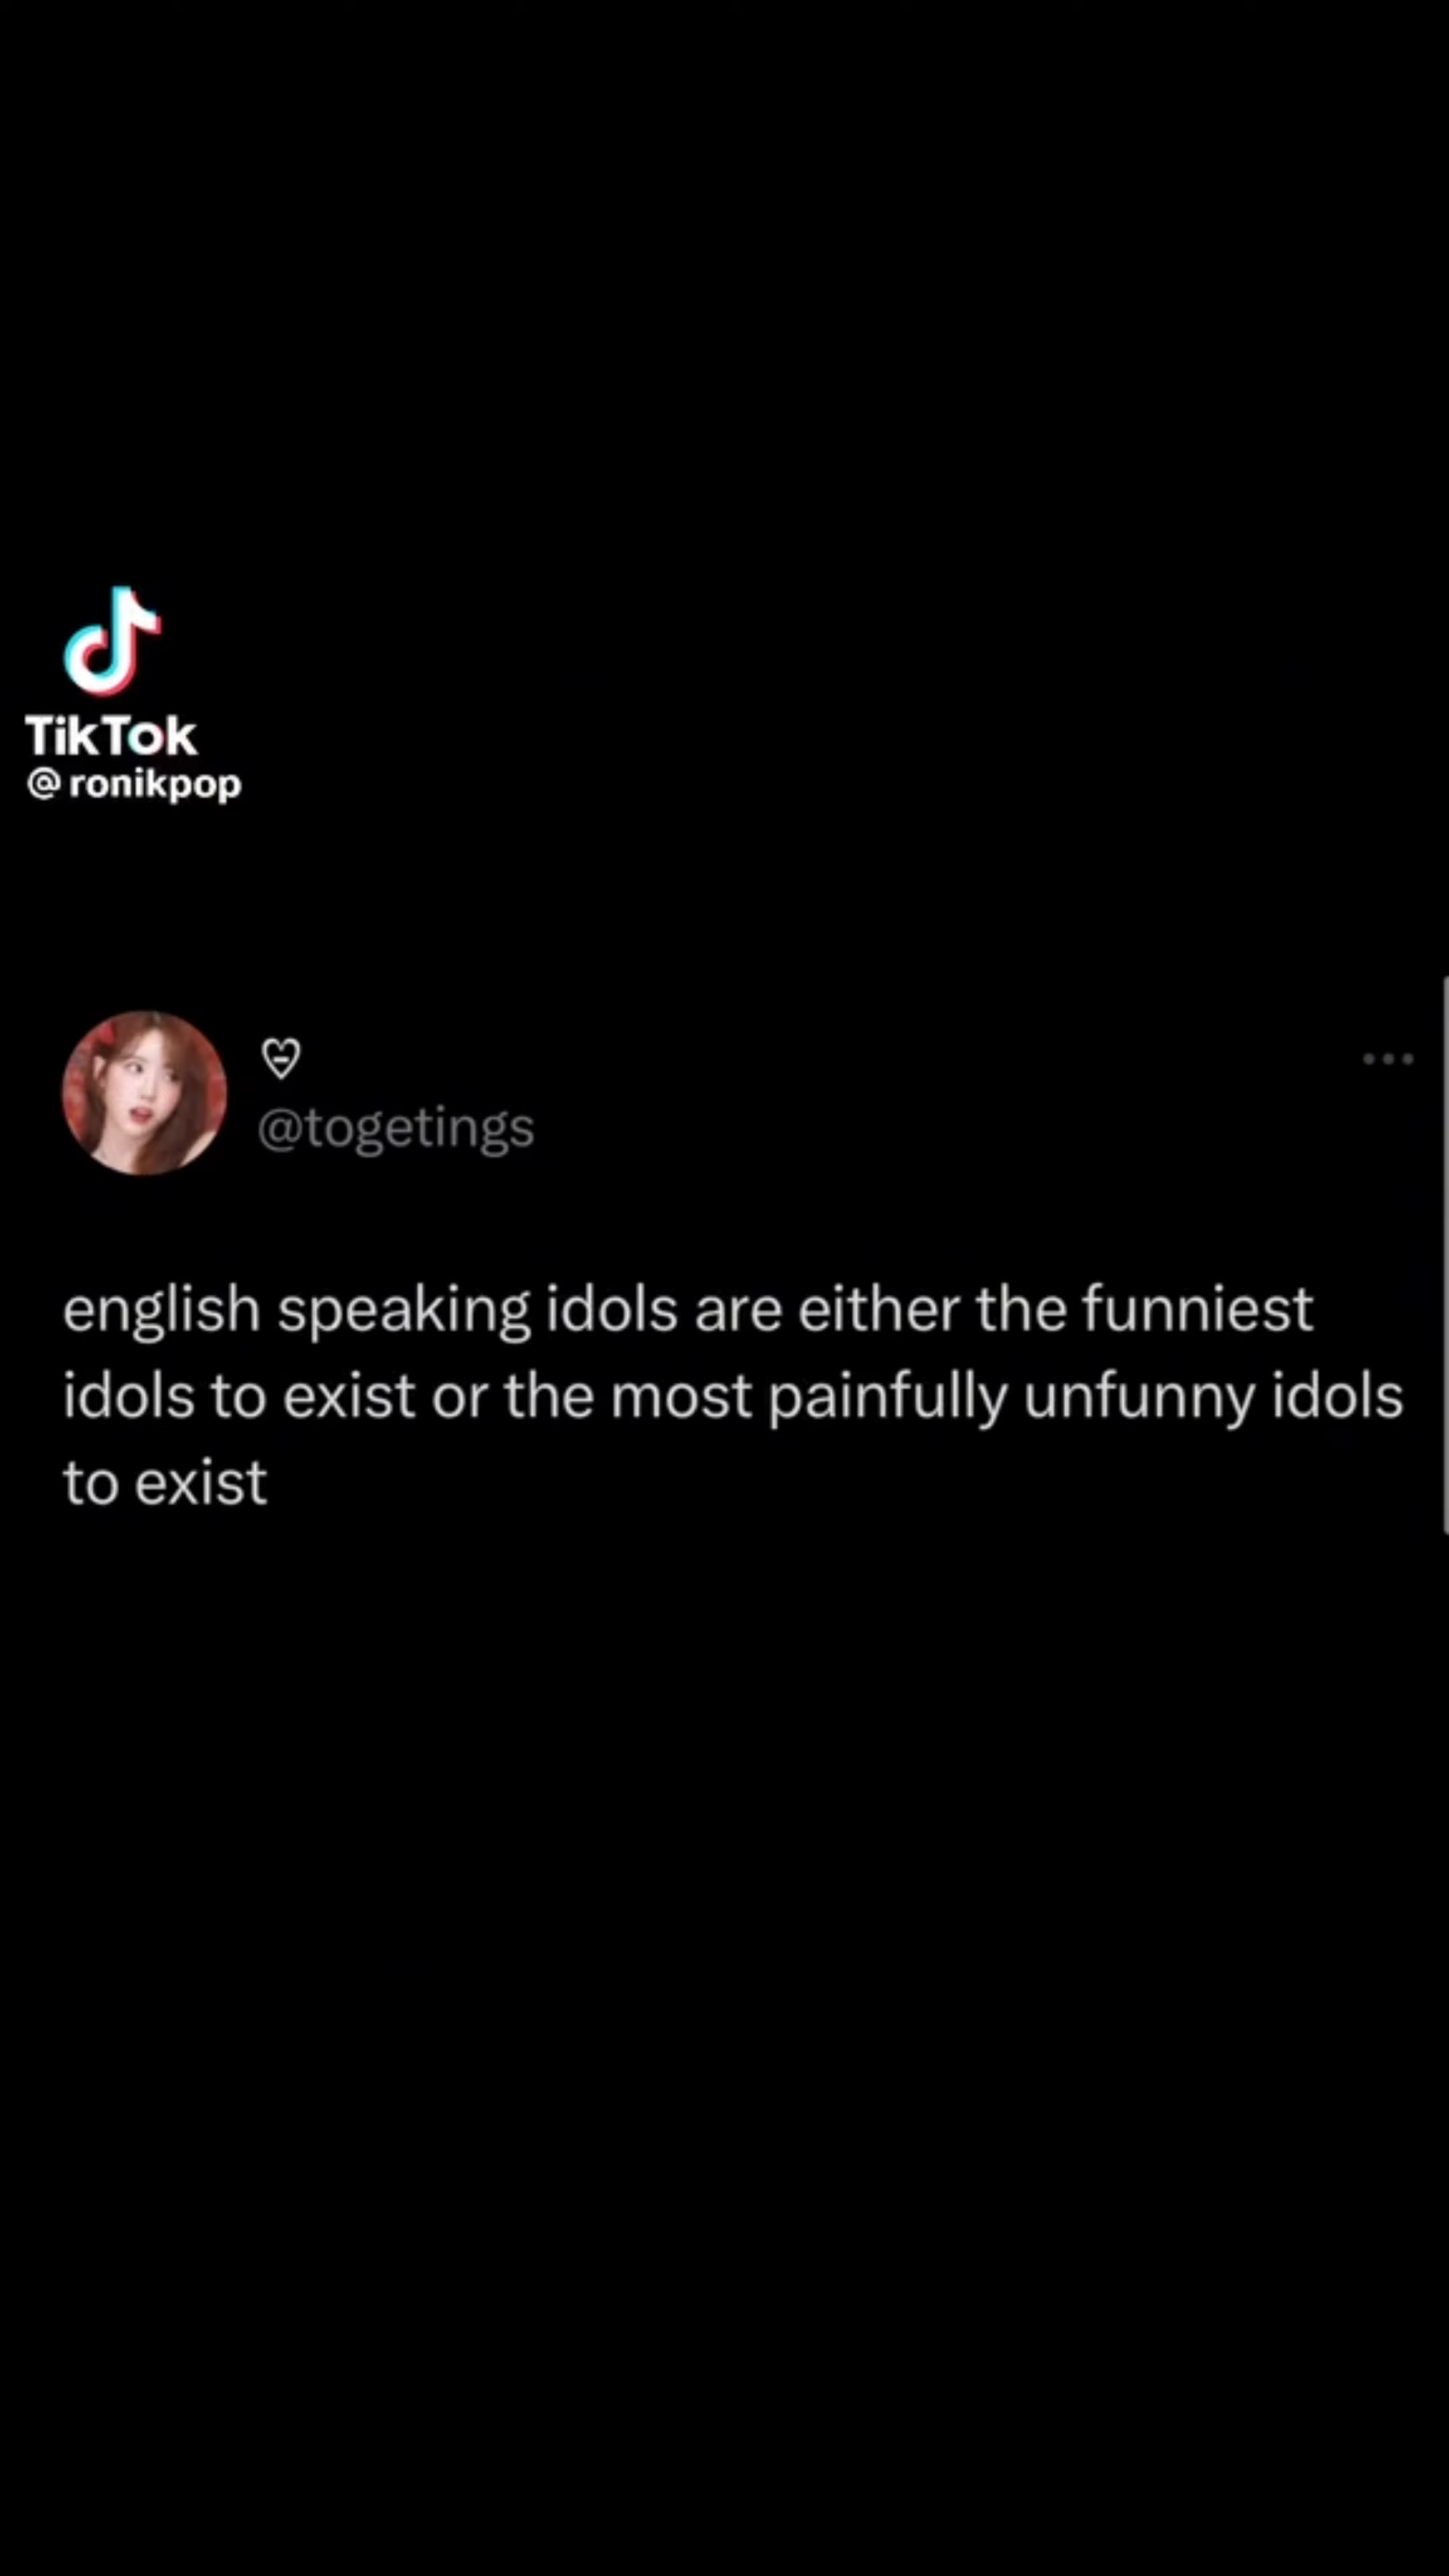 TikTok
@ronikpop
@togetings
english speaking idols are either the funniest
idols to exist or the most painfully unfunny idols
to exist